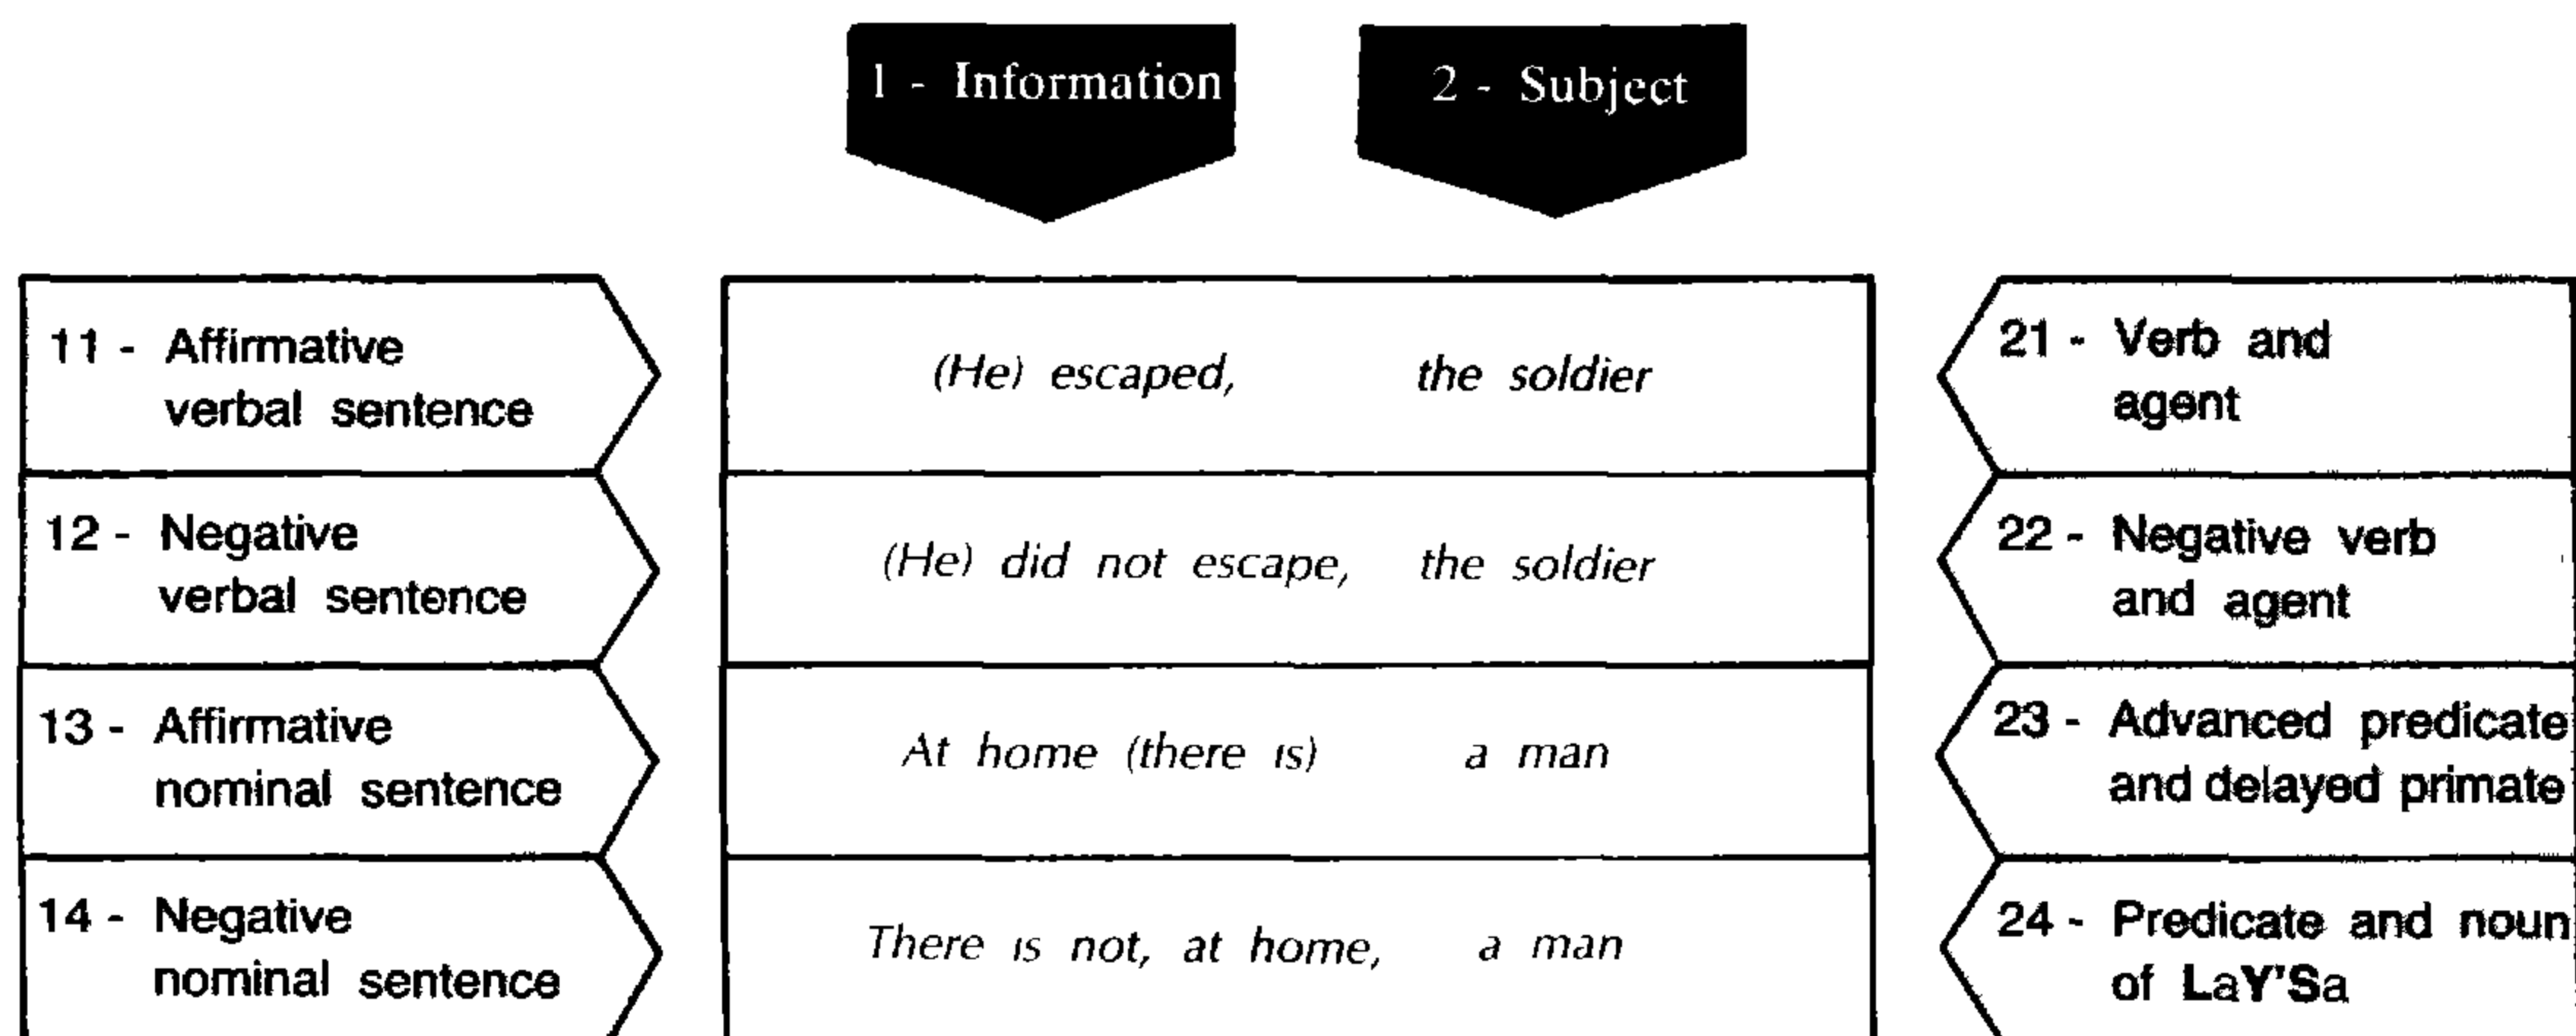 1 - Information
2 - Subject
11 - Affirmative
verbal sentence
(He) escaped, the soldier
21 - Verb and
agent
12 - Negative
verbal sentence
(He) did not escape, the soldier
22 - Negative verb
and agent
13 - Affirmative
nominal sentence
At home (there is) a man
23 - Advanced predicate
and delayed primate
14 - Negative
nominal sentence
There is not, at home, a man
24 - Predicate and noun
of LaY'Sa